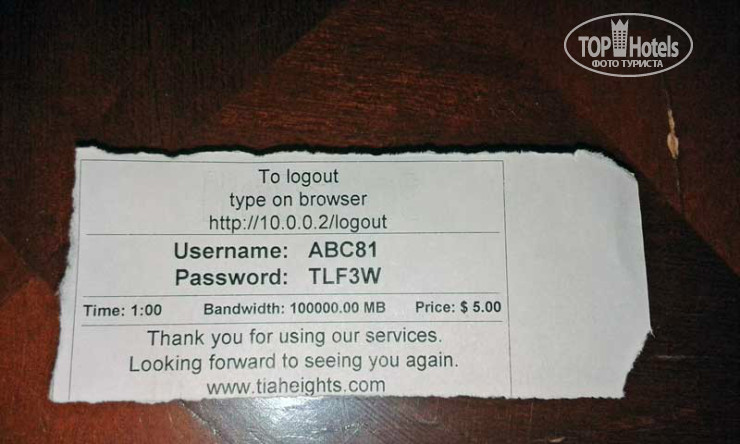 TOP Hotels
ФОТО ТУРИСТА
To logout
type on browser
http://10.0.0.2/logout
Username: ABC81
Password: TLF3W
Time: 1:00 Bandwidth: 100000.00 MB Price: $ 5.00
Thank you for using our services.
Looking forward to seeing you again.
www.tiaheights.com